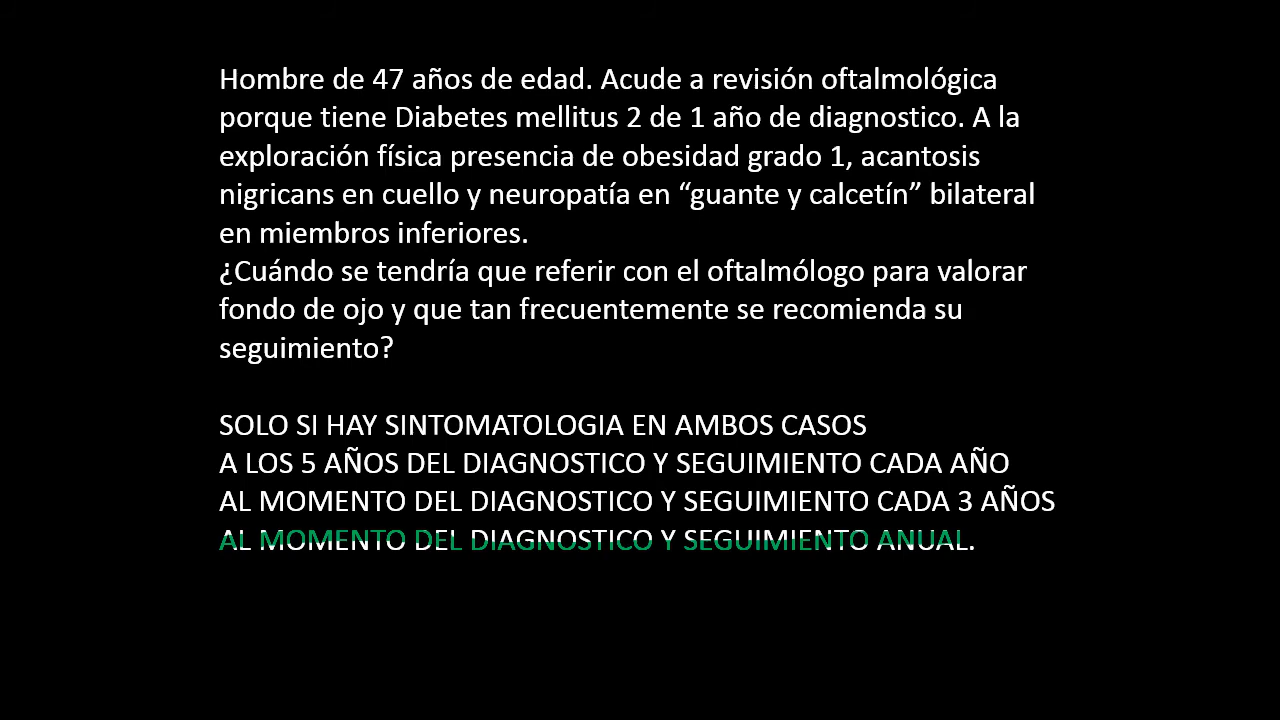 Hombre de 47 años de edad. Acude a revisión oftalmológica
porque tiene Diabetes mellitus 2 de 1 año de diagnostico. A la
exploración física presencia de obesidad grado 1, acantosis
nigricans en cuello y neuropatía en “guante y calcetín” bilateral
en miembros inferiores.
¿Cuándo se tendría que referir con el oftalmólogo para valorar
fondo de ojo y que tan frecuentemente se recomienda su
seguimiento?
SOLO SI HAY SINTOMATOLOGIA EN AMBOS CASOS
A LOS 5 AÑOS DEL DIAGNOSTICO Y SEGUIMIENTO CADA AÑO
AL MOMENTO DEL DIAGNOSTICO Y SEGUIMIENTO CADA 3 AÑOS
AL MOMENTO DEL DIAGNOSTICO Y SEGUIMIENTO ANUAL.